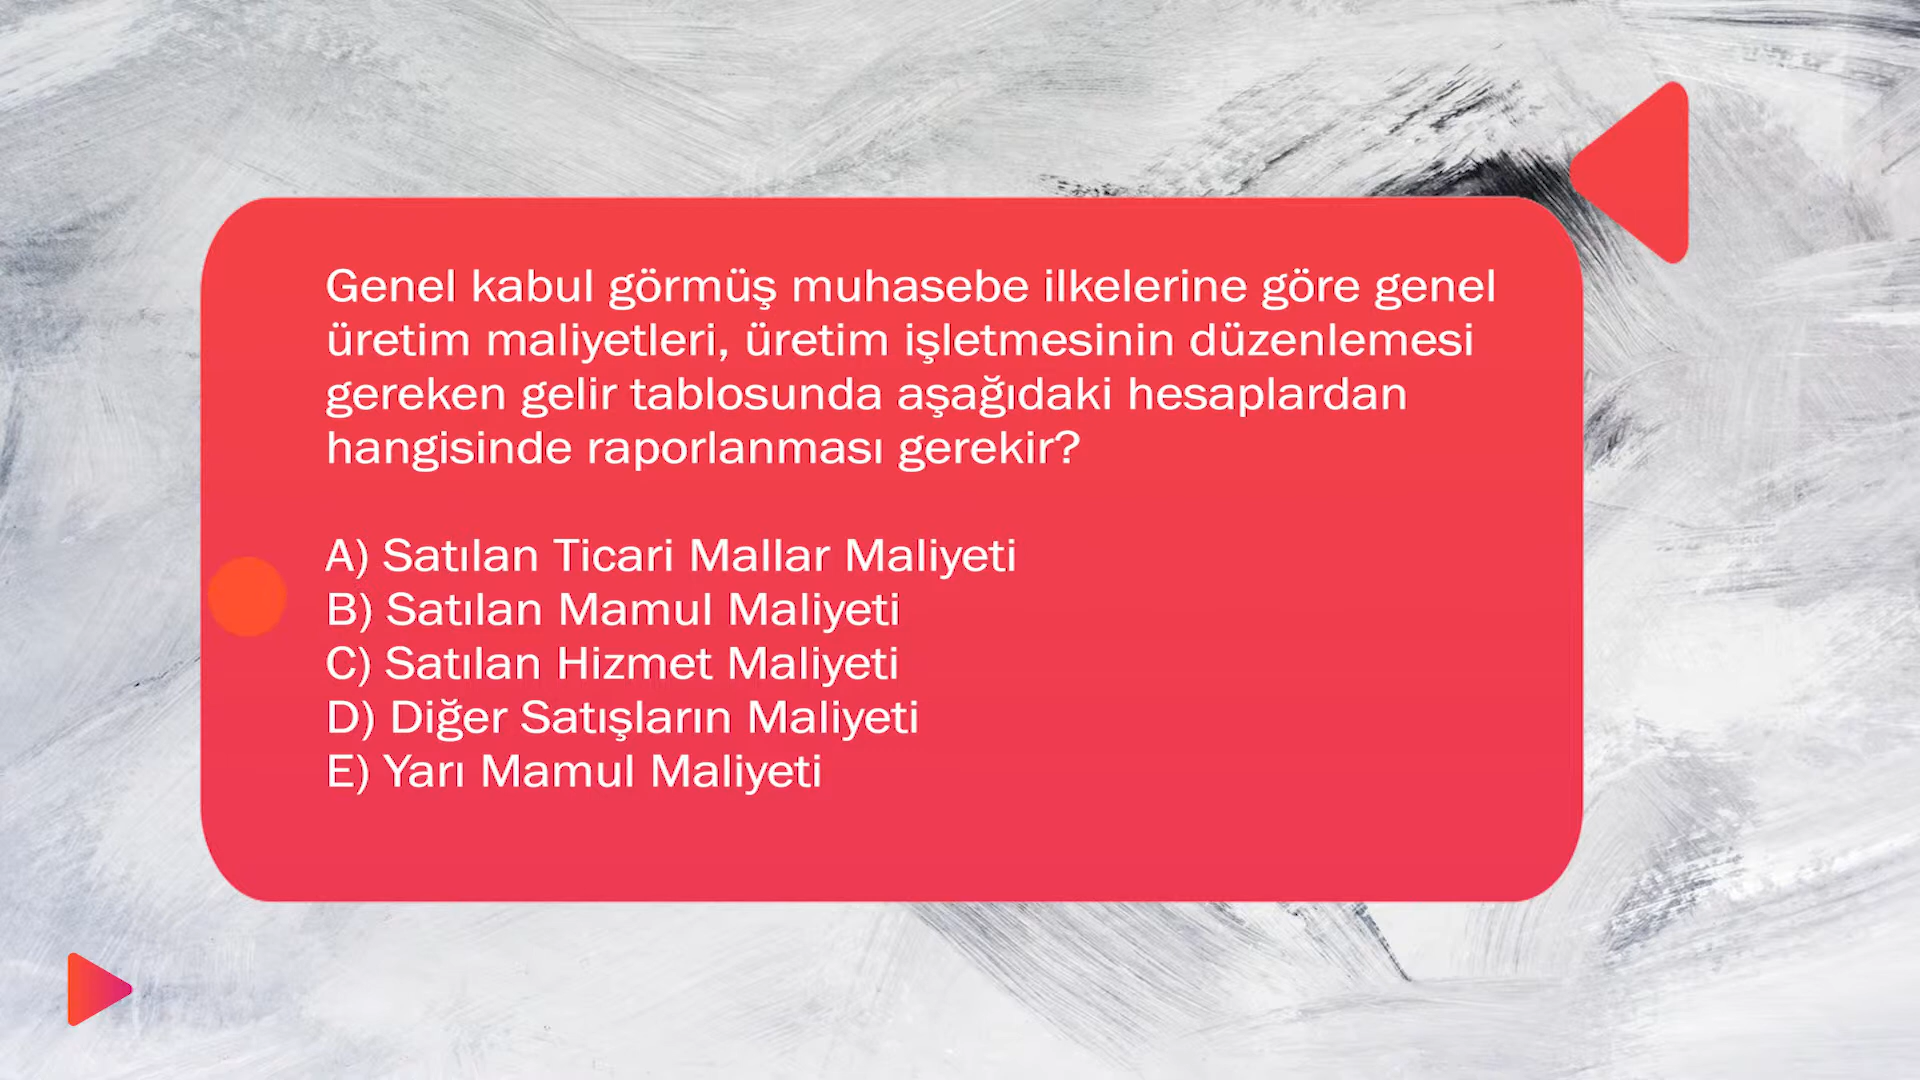 Genel kabul görmüş muhasebe ilkelerine göre genel
üretim maliyetleri, üretim işletmesinin düzenlemesi
gereken gelir tablosunda aşağıdaki hesaplardan
hangisinde raporlanması gerekir?
A) Satılan Ticari Mallar Maliyeti
B) Satılan Mamul Maliyeti
C) Satılan Hizmet Maliyeti
D) Diğer Satışların Maliyeti
E) Yarı Mamul Maliyeti